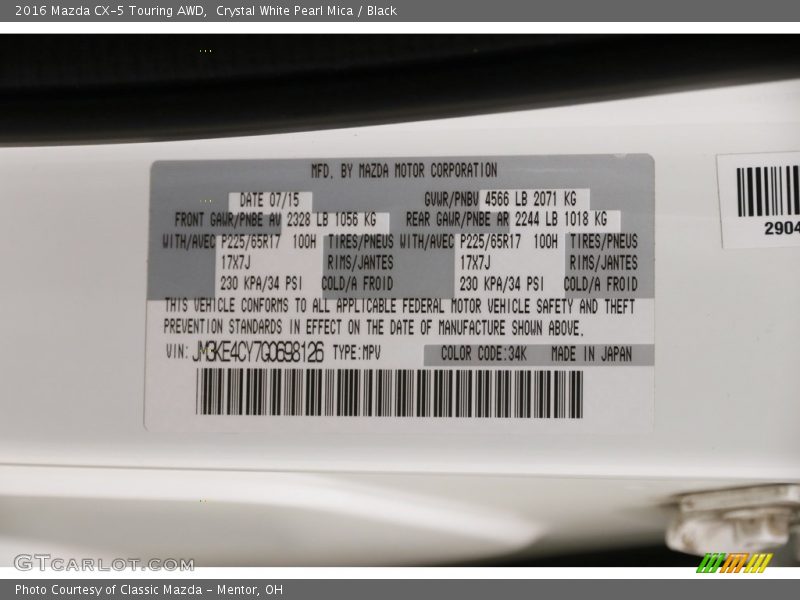 2016 Mazda CX-5 Touring AWD, Crystal White Pearl Mica / Black
MFD. BY MAZDA MOTOR CORPORATION
DATE 07/15 GVWR/PNBV 4566 LB 2071 KG
FRONT GAWR/PNBE AV 2328 LB 1056 KG REAR GAWR/PNBE AR 2244 LB 1018 KG
WITH/AVEC P225/65R17 100H TIRES/PNEUS WITH/AVEC P225/65R17 100H TIRES/PNEUS
17X7J RIMS/JANTES 17X7J RIMS/JANTES
230 KPA/34 PSI COLD/A FROID 230 KPA/34 PSI COLD/A FROID
THIS VEHICLE CONFORMS TO ALL APPLICABLE FEDERAL MOTOR VEHICLE SAFETY AND THEFT
PREVENTION STANDARDS IN EFFECT ON THE DATE OF MANUFACTURE SHOWN ABOVE.
VIN: JM3KE4CY7G0698126 TYPE:MPV COLOR CODE:34K MADE IN JAPAN
2904
GTCARLOT.COM
Photo Courtesy of Classic Mazda - Mentor, OH